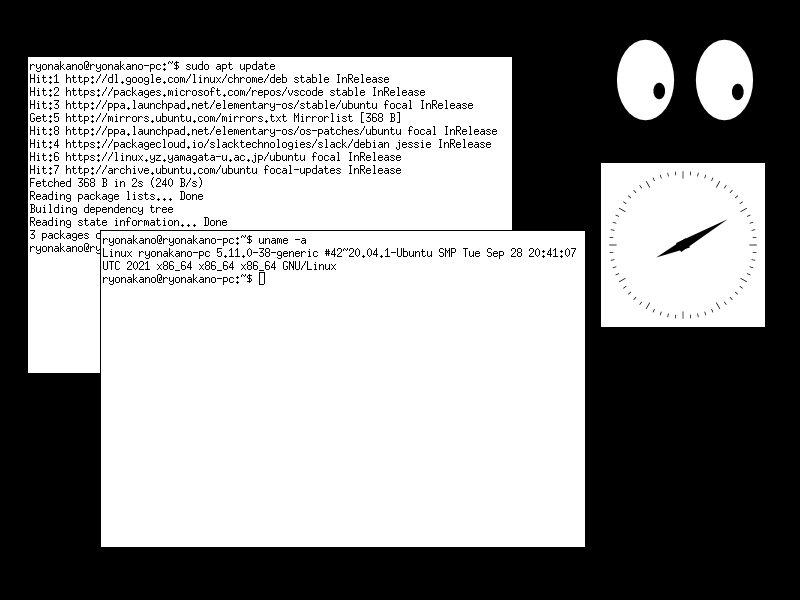 ryonakano@ryonakano-pc:~$ sudo apt update
Hit:1 http://dl.google.com/linux/chrome/deb stable InRelease
Hit:2 https://packages.microsoft.com/repos/vscode stable InRelease
Hit:3 http://ppa.launchpad.net/elementary-os/stable/ubuntu focal InRelease
Get:5 http://mirrors.ubuntu.com/mirrors.txt Mirrorlist [368 B]
Hit:8 http://ppa.launchpad.net/elementary-os/os-patches/ubuntu focal InRelease
Hit:4 https://packagecloud.io/slacktechnologies/slack/debian jessie InRelease
Hit:6 https://linux.yz.yamagata-u.ac.jp/ubuntu focal InRelease
Hit:7 http://archive.ubuntu.com/ubuntu focal-updates InRelease
Fetched 368 B in 2s (240 B/s)
Reading package lists... Done
Building dependency tree
Reading state information... Done
3 packages
ryonakano@ry
ryonakano@ryonakano-pc:~$ uname -a
Linux ryonakano-pc 5.11.0-38-generic #42~20.04.1-Ubuntu SMP Tue Sep 28 20:41:07
UTC 2021 x86_64 x86_64 x86_64 GNU/Linux
ryonakano@ryonakano-pc:~$